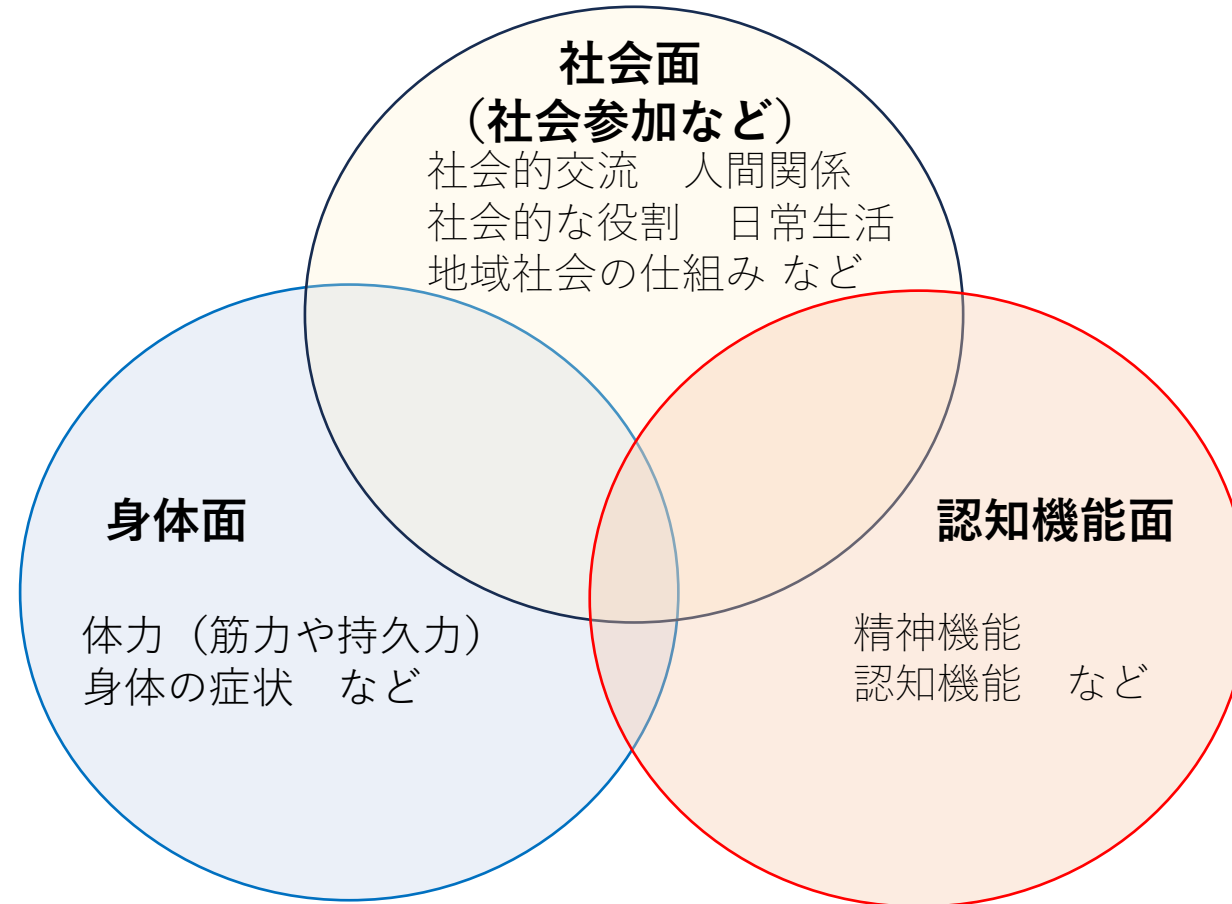 社会面
（社会参加など）
社会的交流　人間関係
社会的な役割　日常生活
地域社会の仕組み など
身体面
体力（筋力や持久力）
身体の症状　など
認知機能面
精神機能
認知機能　など